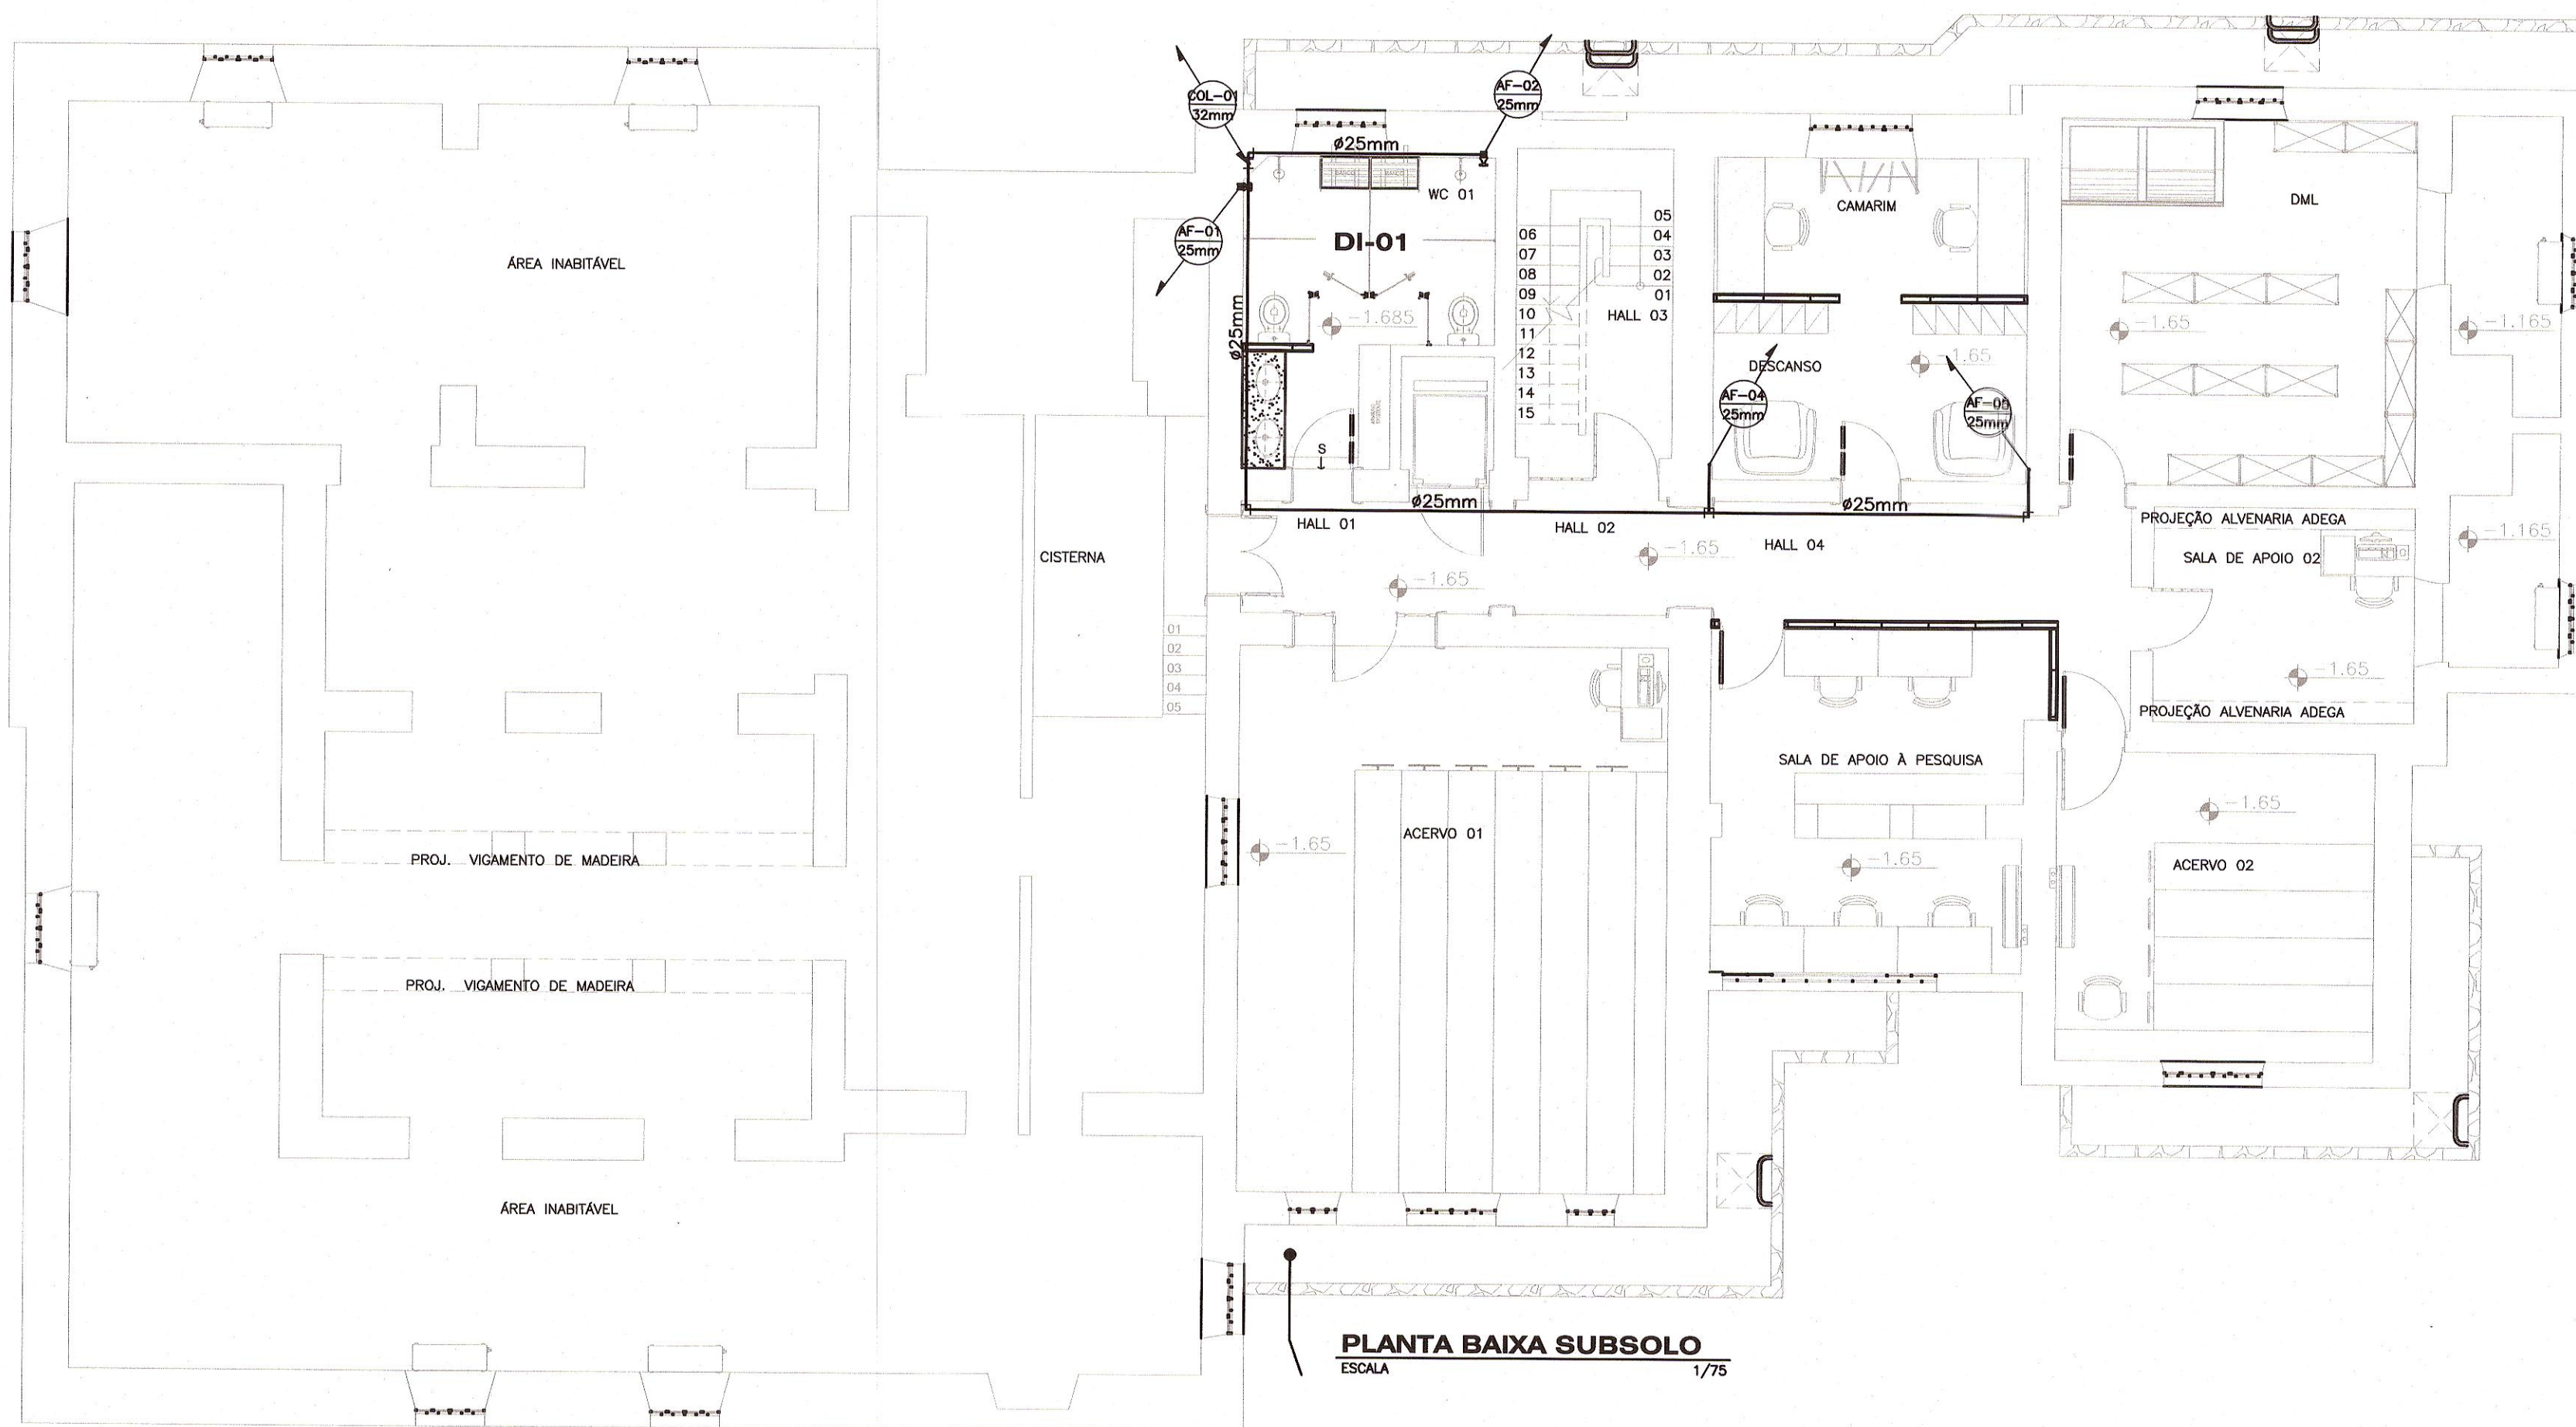 COL-01
32mm
AF-02
25mm
ø25mm
WC 01
CAMARIM
DML
AF-01
25mm
DI-01
05
06
04
07
03
08
02
09
01
10
11
12
13
14
15
HALL 03
ÁREA INABITÁVEL
ø25mm
-1.685
-1.65
-1.165
-1.65
DESCANSO
AF-04
25mm
25mm
S
ø25mm
ø25mm
HALL 01
HALL 02
HALL 04
PROJEÇÃO ALVENARIA ADEGA
SALA DE APOIO 02
-1.165
CISTERNA
-1.65
-1.65
01
02
03
04
05
-1.65
PROJEÇÃO ALVENARIA ADEGA
SALA DE APOIO À PESQUISA
-1.65
ACERVO 01
-1.65
-1.65
ACERVO 02
PROJ. VIGAMENTO DE MADEIRA
PROJ. VIGAMENTO DE MADEIRA
ÁREA INABITÁVEL
PLANTA BAIXA SUBSOLO
ESCALA 1/75